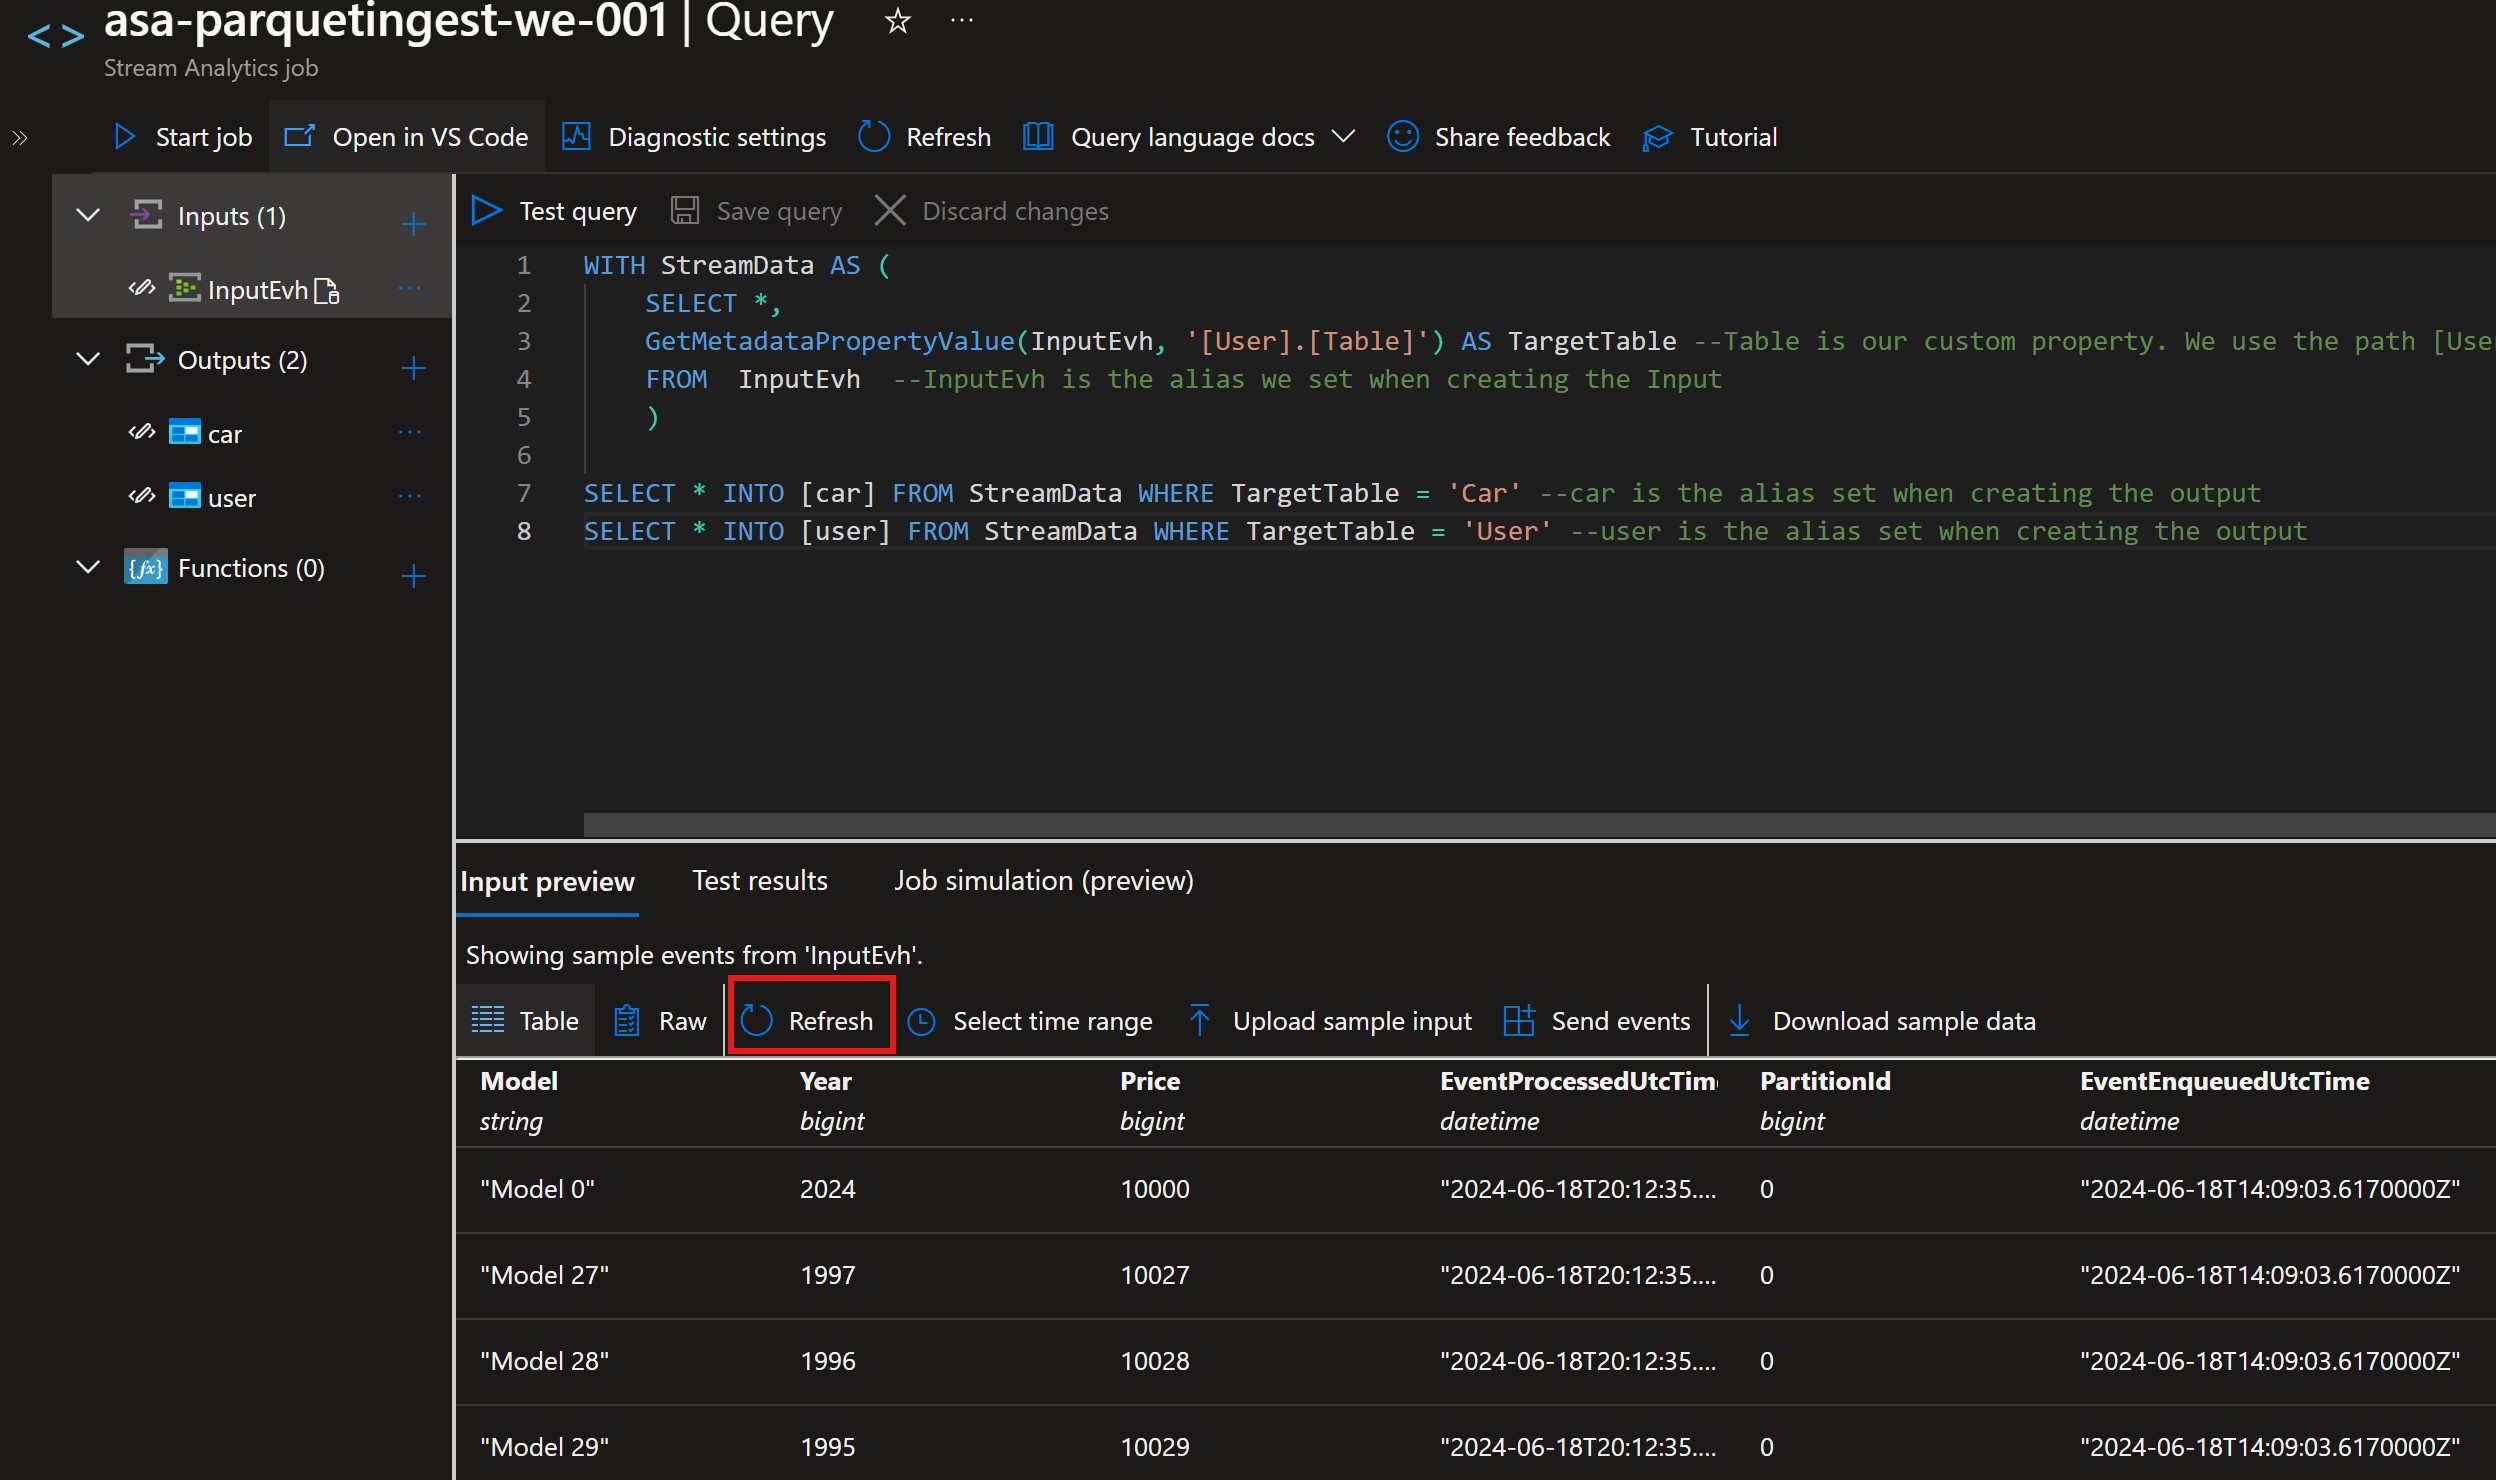 asa-parquetingest-we-001 | Query
Stream Analytics job
Start job Open in VS Code Diagnostic settings Refresh Query language docs Share feedback Tutorial
Inputs (1)
InputEvh
Outputs (2)
car
user
Functions (0)
Test query Save query Discard changes
1 WITH StreamData AS (
2 SELECT *,
3 GetMetadataPropertyValue(InputEvh, '[User].[Table]') AS TargetTable --Table is our custom property. We use the path [Use
4 FROM InputEvh --InputEvh is the alias we set when creating the Input
5 )
6
7 SELECT * INTO [car] FROM StreamData WHERE TargetTable = 'Car' --car is the alias set when creating the output
8 SELECT * INTO [user] FROM StreamData WHERE TargetTable = 'User' --user is the alias set when creating the output
Input preview Test results Job simulation (preview)
Showing sample events from 'InputEvh'.
Table Raw Refresh Select time range Upload sample input Send events Download sample data
Model Year Price EventProcessedUtcTim PartitionId EventEnqueuedUtcTime
string bigint bigint datetime bigint datetime
"Model 0" 2024 10000 "2024-06-18T20:12:35.... 0 "2024-06-18T14:09:03.6170000Z"
"Model 27" 1997 10027 "2024-06-18T20:12:35.... 0 "2024-06-18T14:09:03.6170000Z"
"Model 28" 1996 10028 "2024-06-18T20:12:35.... 0 "2024-06-18T14:09:03.6170000Z"
"Model 29" 1995 10029 "2024-06-18T20:12:35.... 0 "2024-06-18T14:09:03.6170000Z"